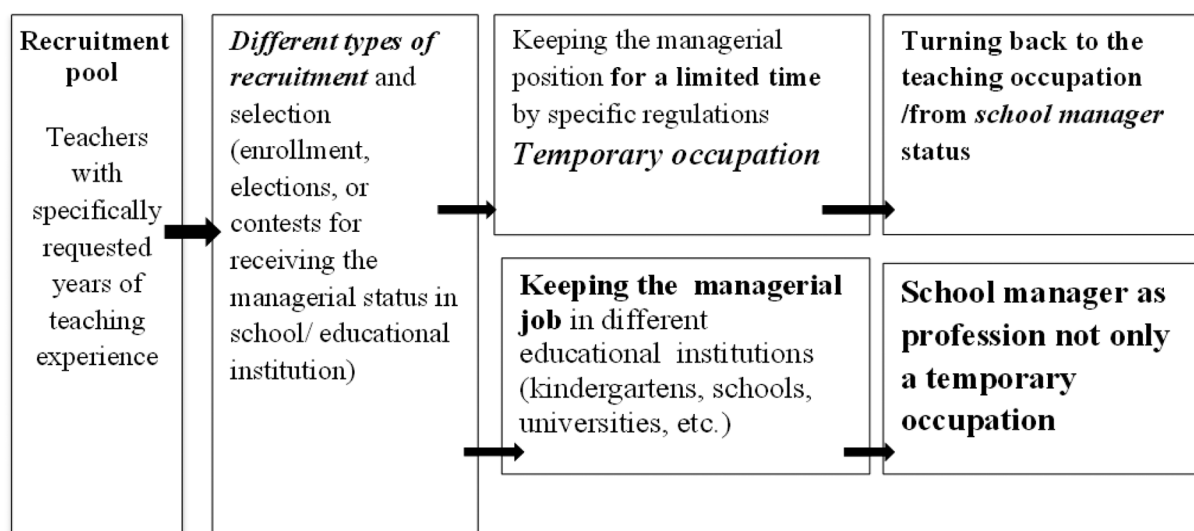 Recruitment
pool
Teachers
with
specifically
requested
years of
teaching
experience
Different types of
recruitment and
selection
(enrollment,
elections, or
contests for
receiving the
managerial status in
school/ educational
institution)
Keeping the managerial
position for a limited time
by specific regulations
Temporary occupation
Turning back to the
teaching occupation
/from school manager
status
Keeping the managerial
job in different
educational institutions
(kindergartens, schools,
universities, etc.)
School manager as
profession not only
a temporary
occupation